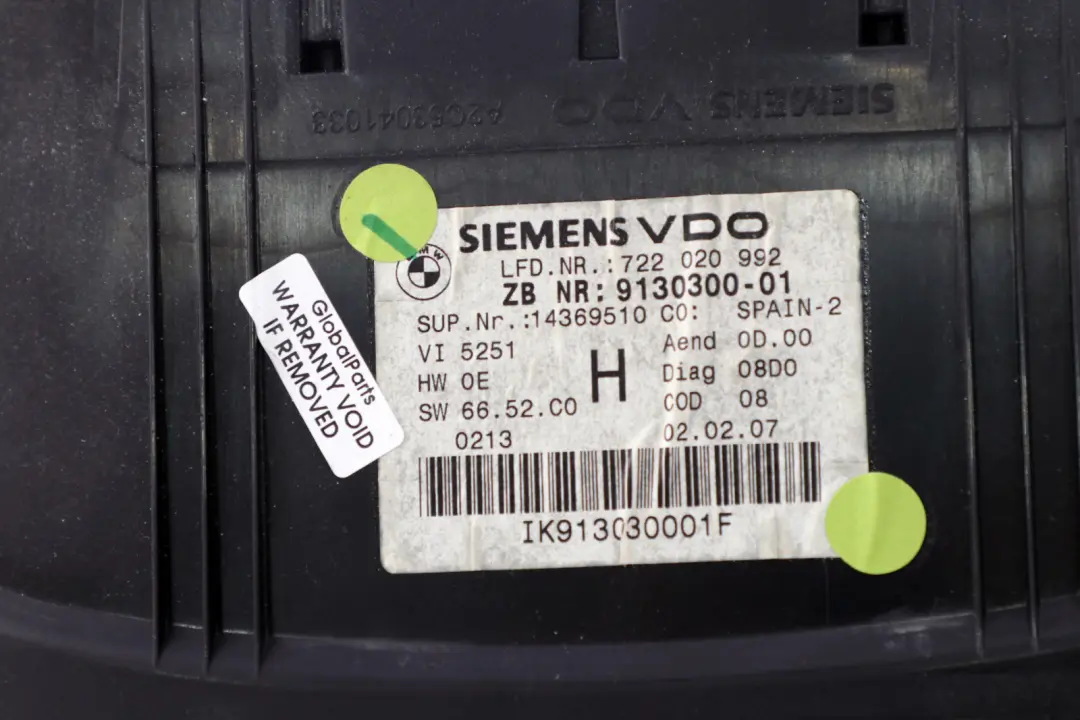 SIEMENS VDO
A2C53041033
SIEMENS VDO
LFD.NR.:722 020 992
ZB NR: 9130300-01
SUP.Nr.:14369510 CO: SPAIN-2
VI 5251
Aend 0D.00
HW 0E
H
Diag 08D0
SW 66.52.C0
COD 08
0213
02.02.07
IK913030001F
GlobalParts
WARRANTY VOID
IF REMOVED